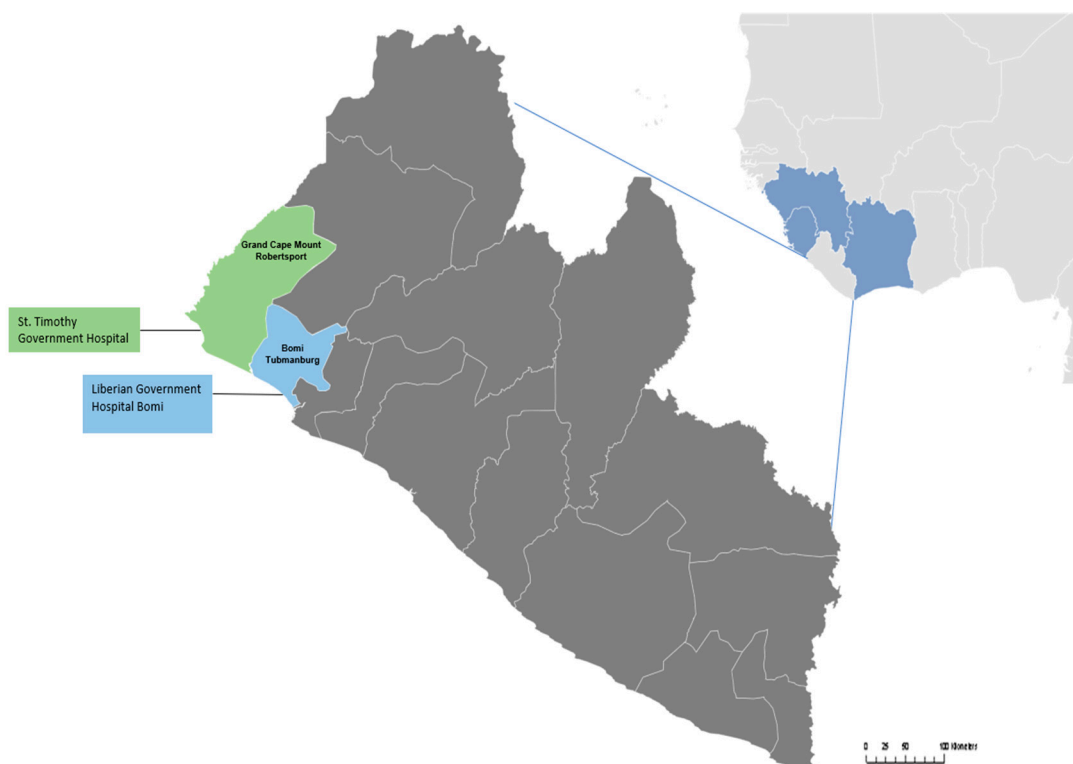 Grand Cape Mount
Robertsport
St. Timothy
Government Hospital
Bomi
Tubmanburg
Liberian Government
Hospital Bomi
0 25 50 100 Kilometers